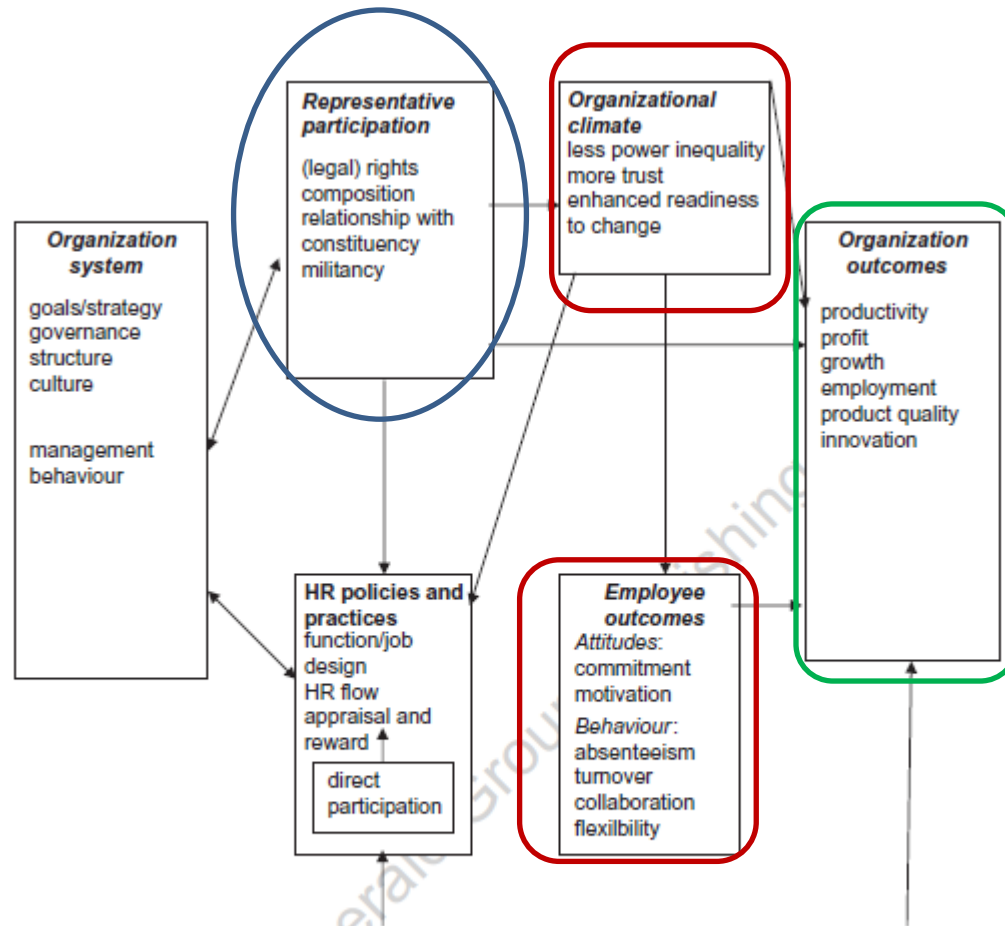 Representative
participation
(legal) rights
composition
relationship with
constituency
militancy
Organizational
climate
less power inequality
more trust
enhanced readiness
to change
Organization
system
goals/strategy
governance
structure
culture
management
behaviour
Organization
outcomes
productivity
profit
growth
employment
product quality
innovation
HR policies and
practices
function/job
design
HR flow
appraisal and
reward
direct
participation
Employee
outcomes
Attitudes:
commitment
motivation
Behaviour:
absenteeism
turnover
collaboration
flexilbility